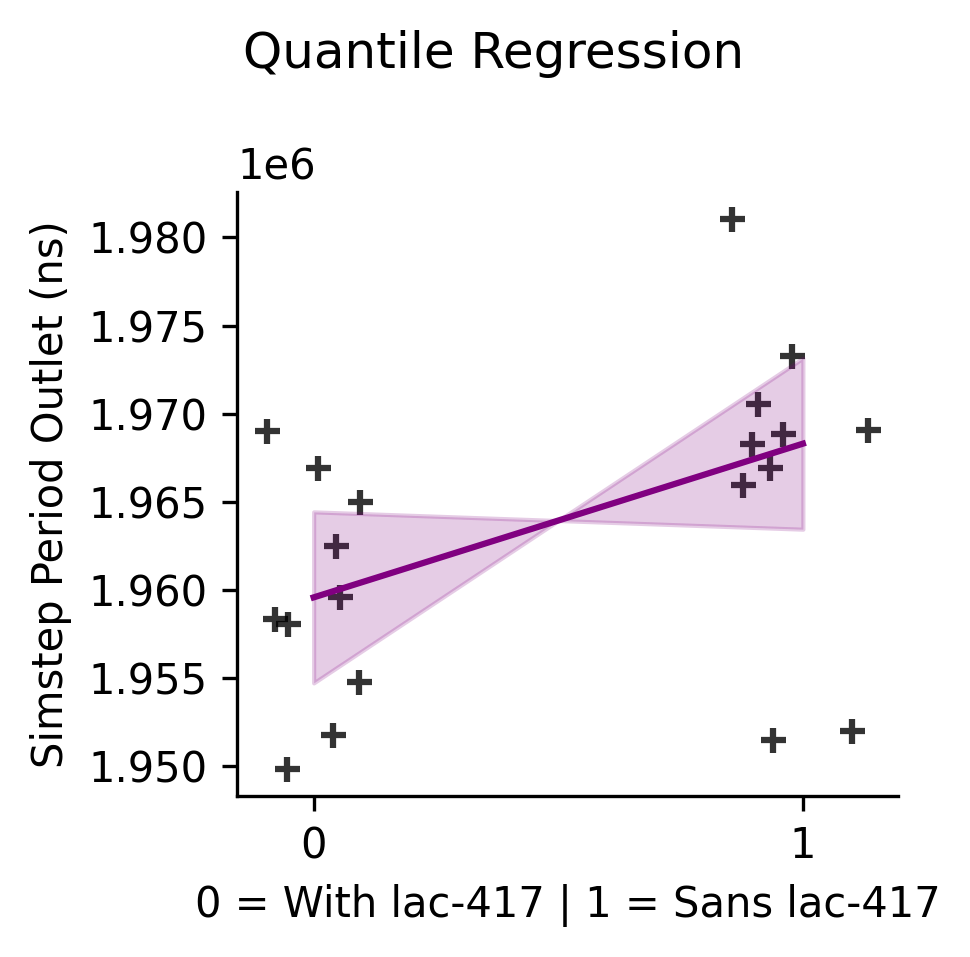 Quantile Regression
1e6
1.980
1.975
1.970
1.965
1.960
1.955
1.950
Simstep Period Outlet (ns)
0 1
0 = With lac-417 | 1 = Sans lac-417